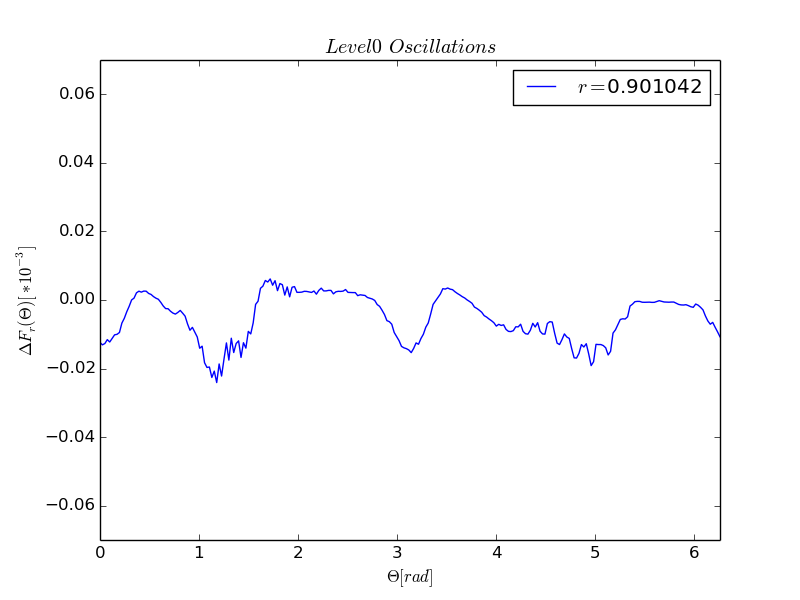 Level0 Oscillations
r=0.901042
0.06
0.04
0.02
0.00
−0.02
−0.04
−0.06
ΔF_r(Θ)[*10^{-3}]
0 1 2 3 4 5 6
Θ[rad]